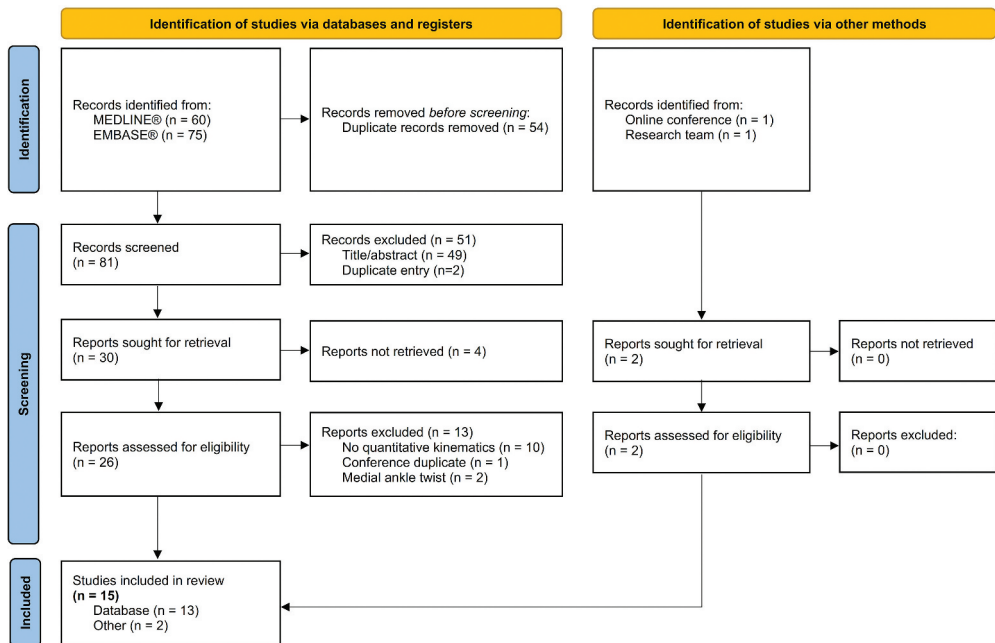 Identification of studies via databases and registers
Identification of studies via other methods
Identification
Records identified from:
MEDLINE® (n = 60)
EMBASE® (n = 75)
Records removed before screening:
Duplicate records removed (n = 54)
Records identified from:
Online conference (n = 1)
Research team (n = 1)
Screening
Records screened
(n = 81)
Records excluded (n = 51)
Title/abstract (n = 49)
Duplicate entry (n=2)
Reports sought for retrieval
(n = 30)
Reports not retrieved (n = 4)
Reports sought for retrieval
(n = 2)
Reports not retrieved
(n = 0)
Reports assessed for eligibility
(n = 26)
Reports excluded (n = 13)
No quantitative kinematics (n = 10)
Conference duplicate (n = 1)
Medial ankle twist (n = 2)
Reports assessed for eligibility
(n = 2)
Reports excluded:
(n = 0)
Included
Studies included in review
(n = 15)
Database (n = 13)
Other (n = 2)